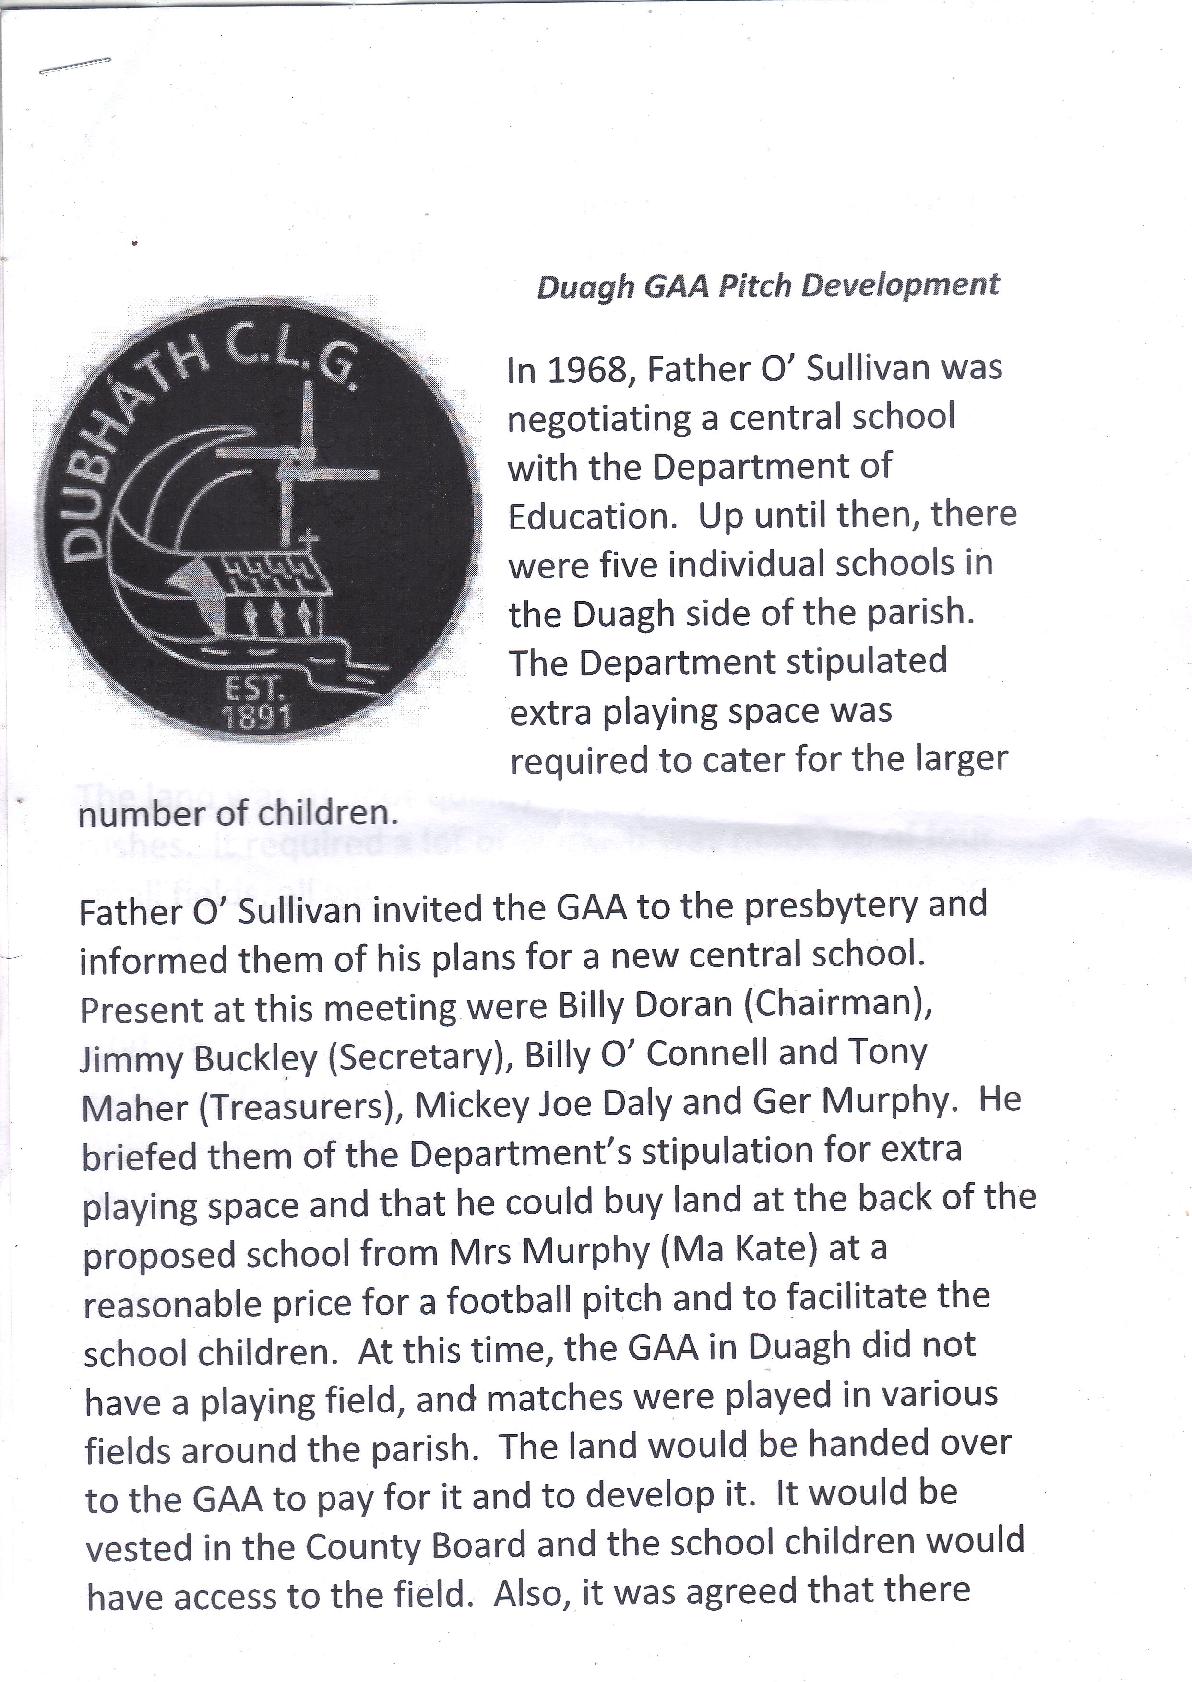 Duagh GAA Pitch Development
DUBHÁTH C.L.G.
EST.
1891
In 1968, Father O’ Sullivan was
negotiating a central school
with the Department of
Education.  Up until then, there
were five individual schools in
the Duagh side of the parish.
The Department stipulated
extra playing space was
required to cater for the larger
number of children.
Father O’ Sullivan invited the GAA to the presbytery and
informed them of his plans for a new central school.
Present at this meeting were Billy Doran (Chairman),
Jimmy Buckley (Secretary), Billy O’ Connell and Tony
Maher (Treasurers), Mickey Joe Daly and Ger Murphy.  He
briefed them of the Department’s stipulation for extra
playing space and that he could buy land at the back of the
proposed school from Mrs Murphy (Ma Kate) at a
reasonable price for a football pitch and to facilitate the
school children.  At this time, the GAA in Duagh did not
have a playing field, and matches were played in various
fields around the parish.  The land would be handed over
to the GAA to pay for it and to develop it.  It would be
vested in the County Board and the school children would
have access to the field.  Also, it was agreed that there